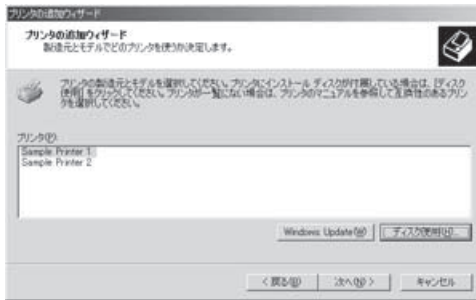 プリンタの追加ウィザード
プリンタの追加ウィザード
製造元とモデルでどのプリンタを使うか決定します。
プリンタの製造元とモデルを選択してください。プリンタにインストール ディスクが付属している場合は、[ディスク
使用] をクリックしてください。プリンタが一覧にない場合は、プリンタのマニュアルを参照して互換性のあるプリン
タを選択してください。
プリンタ(P):
Sample Printer 1
Sample Printer 2
Windows Update(W)
ディスク使用(H)...
< 戻る(B)
次へ(N) >
キャンセル